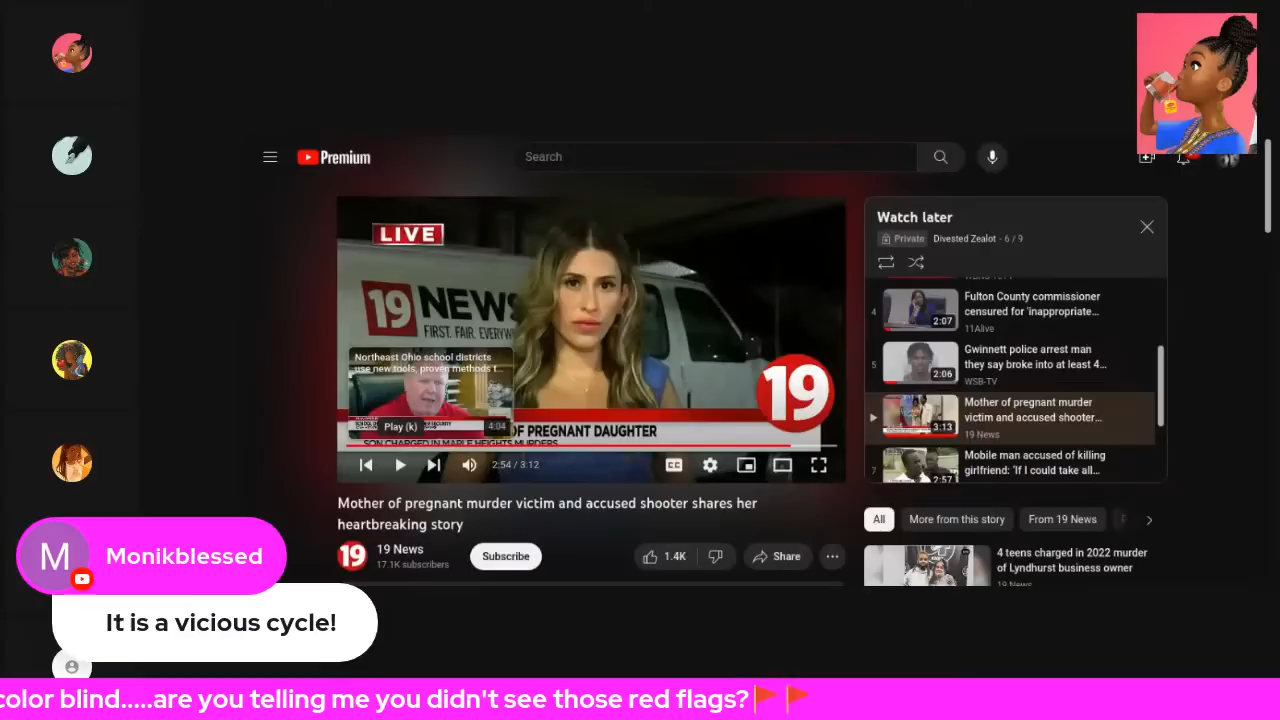 Premium
Search
LIVE
19 NEWS
FIRST. FAIR. EVERYW
Northeast Ohio school districts
use new tools, proven methods t...
Play (k)
4:04
19
OF PREGNANT DAUGHTER
SON CHARGED IN MAPLE HEIGHTS MURDERS
2:54 / 3:12
Mother of pregnant murder victim and accused shooter shares her
heartbreaking story
19
19 News
17.1K subscribers
Subscribe
1.4K
Share
Watch later
Private
Divested Zealot - 6 / 9
4
2:07
Fulton County commissioner
censured for 'inappropriate...
11Alive
5
2:06
Gwinnett police arrest man
they say broke into at least 4...
WSB-TV
3:13
Mother of pregnant murder
victim and accused shooter...
19 News
7
2:57
Mobile man accused of killing
girlfriend: 'If I could take all...
All
More from this story
From 19 News
4 teens charged in 2022 murder
of Lyndhurst business owner
19 News
M
Monikblessed
It is a vicious cycle!
color blind.....are you telling me you didn't see those red flags?🚩🚩